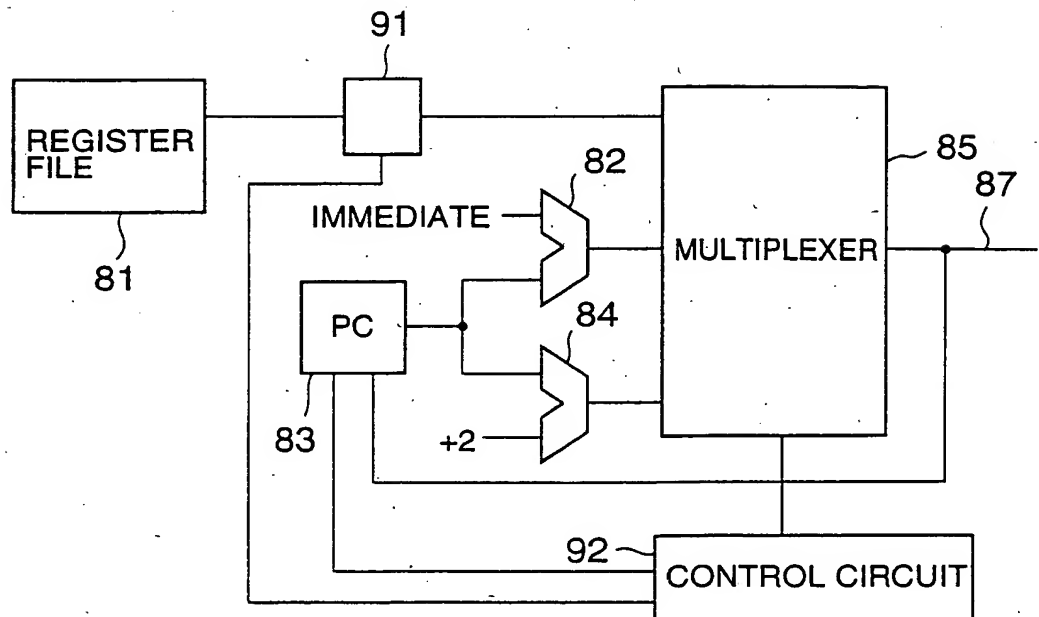 91
REGISTER
FILE
81
82
IMMEDIATE
85
87
MULTIPLEXER
PC
84
83
+2
92
CONTROL CIRCUIT